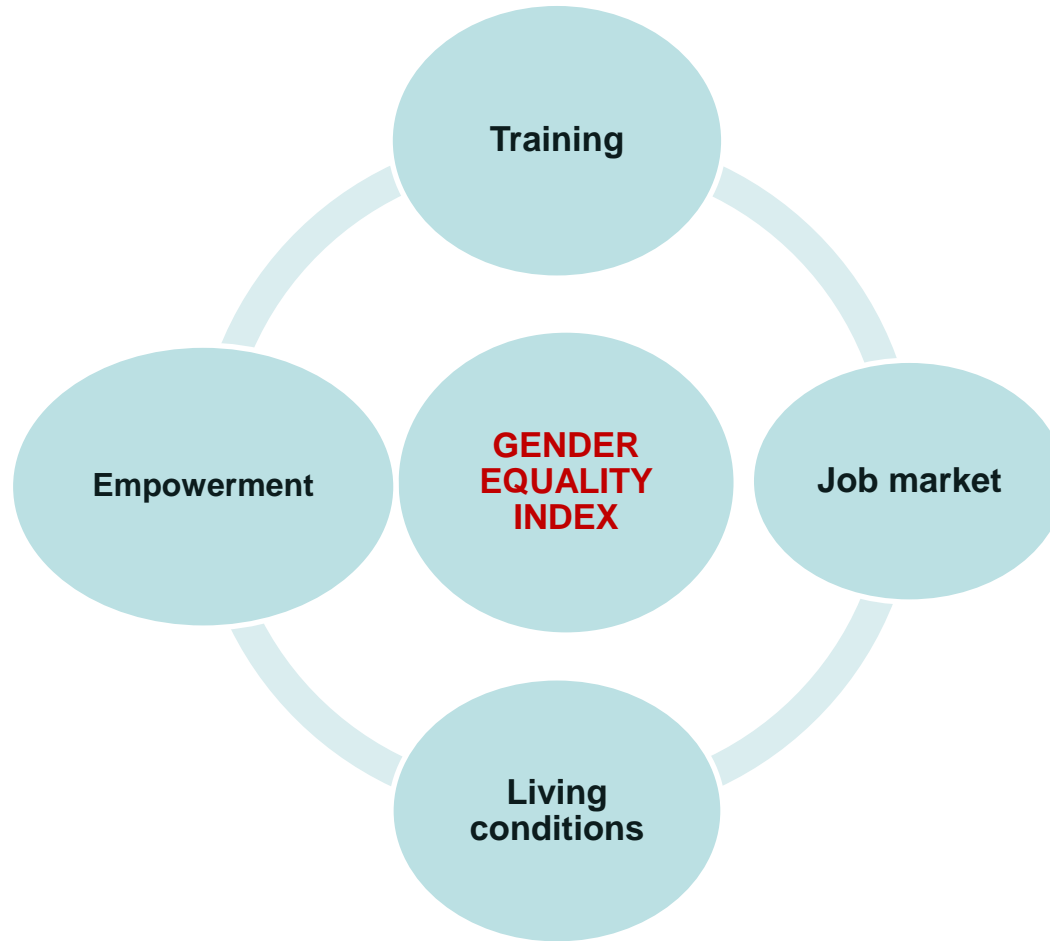 Training
Empowerment
GENDER
EQUALITY
INDEX
Job market
Living
conditions